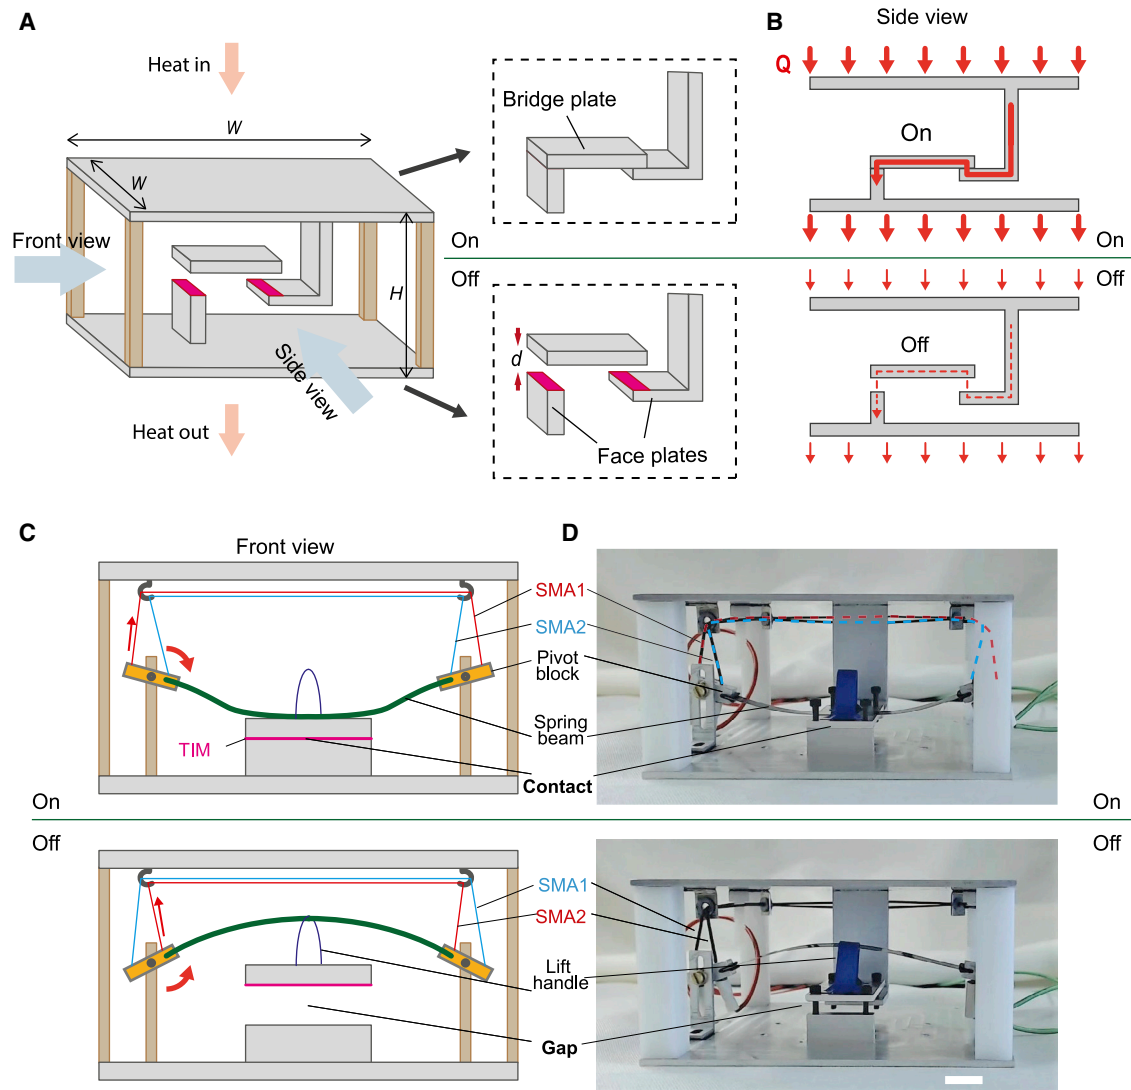 A
Heat in
W
W
Front view
H
Side view
Heat out
Bridge plate
On
Off
d
Face plates
B
Side view
Q
On
On
Off
Off
C
Front view
SMA1
SMA2
Pivot
block
Spring
beam
TIM
Contact
On
Off
SMA1
SMA2
Lift
handle
Gap
D
On
Off